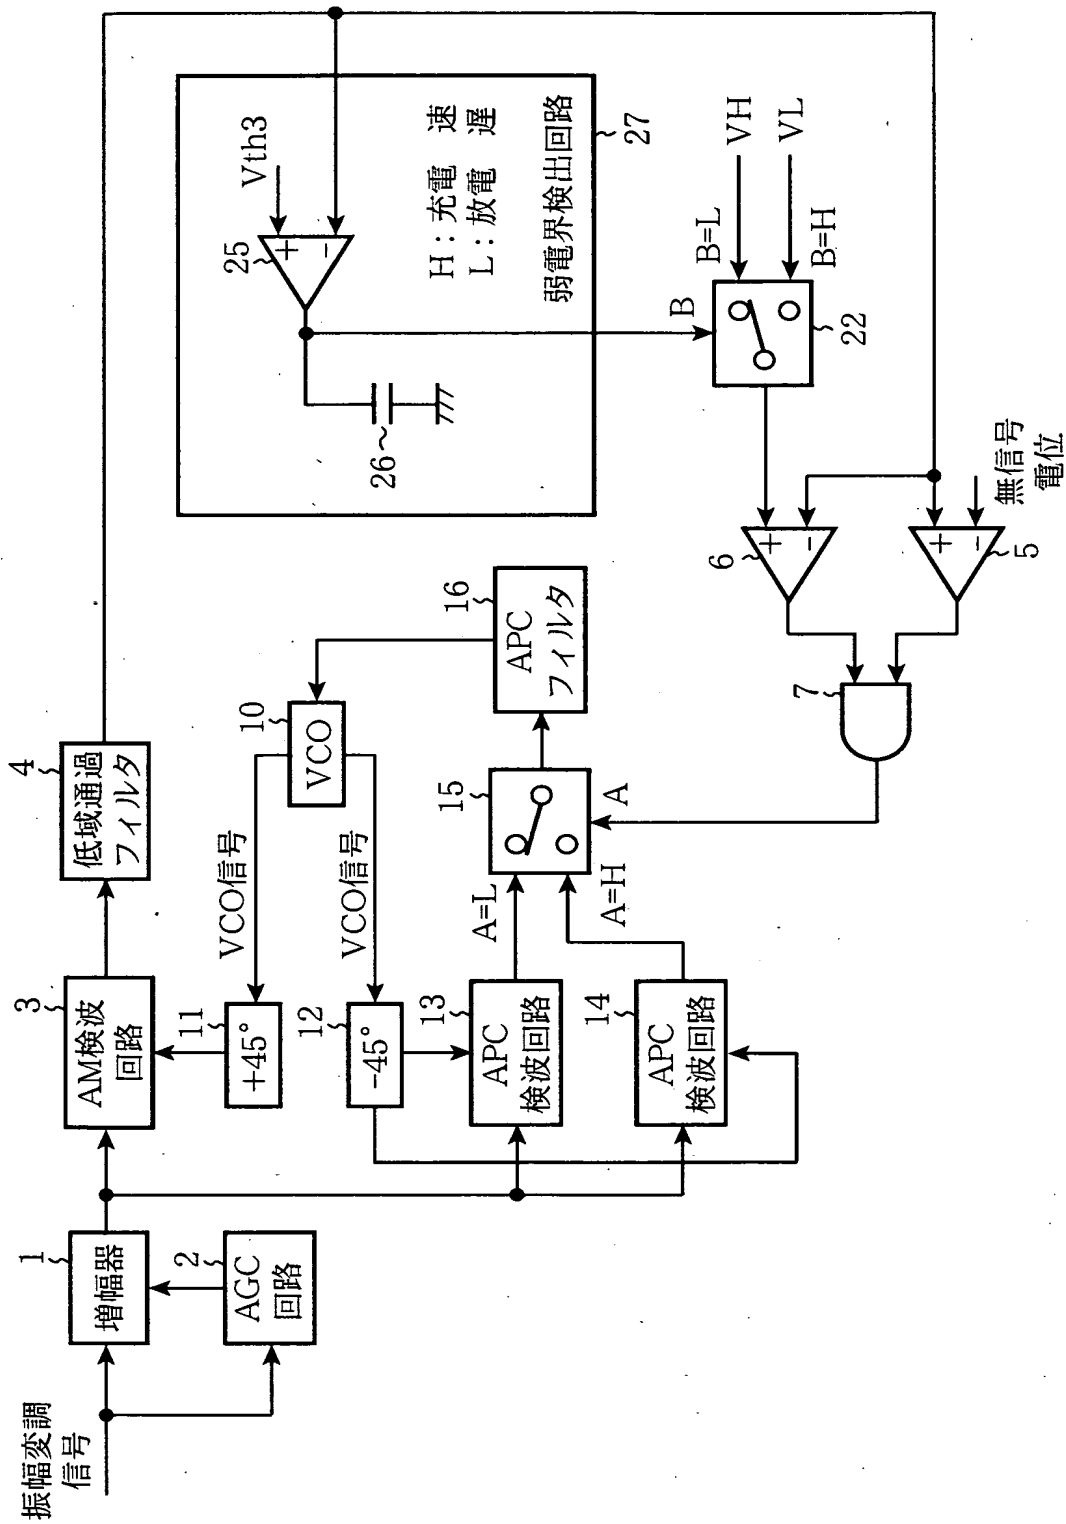 振幅変調
信号
1
増幅器
2
AGC
回路
3
AM検波
回路
4
低域通過
フィルタ
11
+45°
12
-45°
VCO信号
VCO信号
10
VCO
13
APC
検波回路
14
APC
検波回路
A=L
A=H
15
A
16
APC
フィルタ
7
6
+
-
5
+
-
無信号
電位
22
B
B=L
VH
B=H
VL
25
+
-
Vth3
26
H:充電 速
L:放電 遅
弱電界検出回路
27